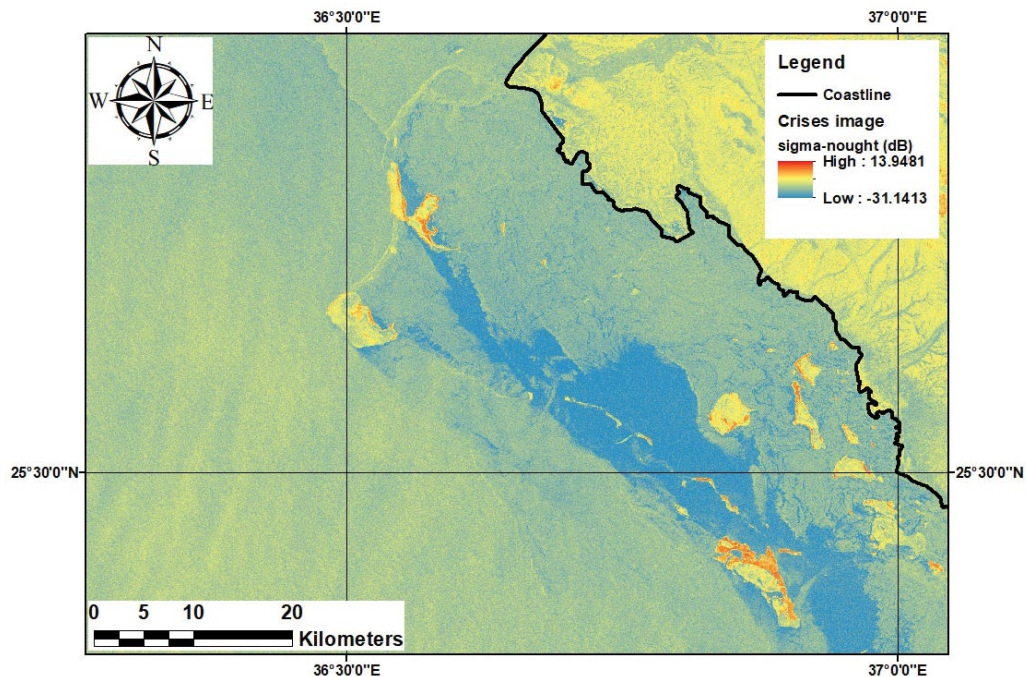 36°30'0"E
37°0'0"E
N
W
E
S
Legend
Coastline
Crises image
sigma-nought (dB)
High : 13.9481
Low : -31.1413
25°30'0"N
25°30'0"N
0
5
10
20
Kilometers
36°30'0"E
37°0'0"E